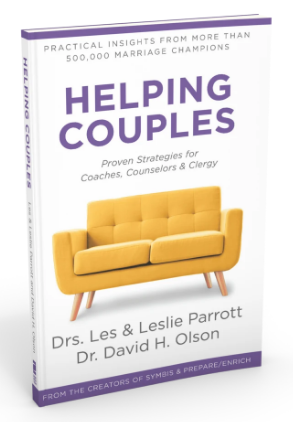 PRACTICAL INSIGHTS FROM MORE THAN
500,000 MARRIAGE CHAMPIONS
HELPING
COUPLES
Proven Strategies for
Coaches, Counselors & Clergy
Drs. Les & Leslie Parrott
Dr. David H. Olson
FROM THE CREATORS OF SYMBIS & PREPARE/ENRICH
HELPING COUPLES
Les & Leslie Parrott and David H. Olson